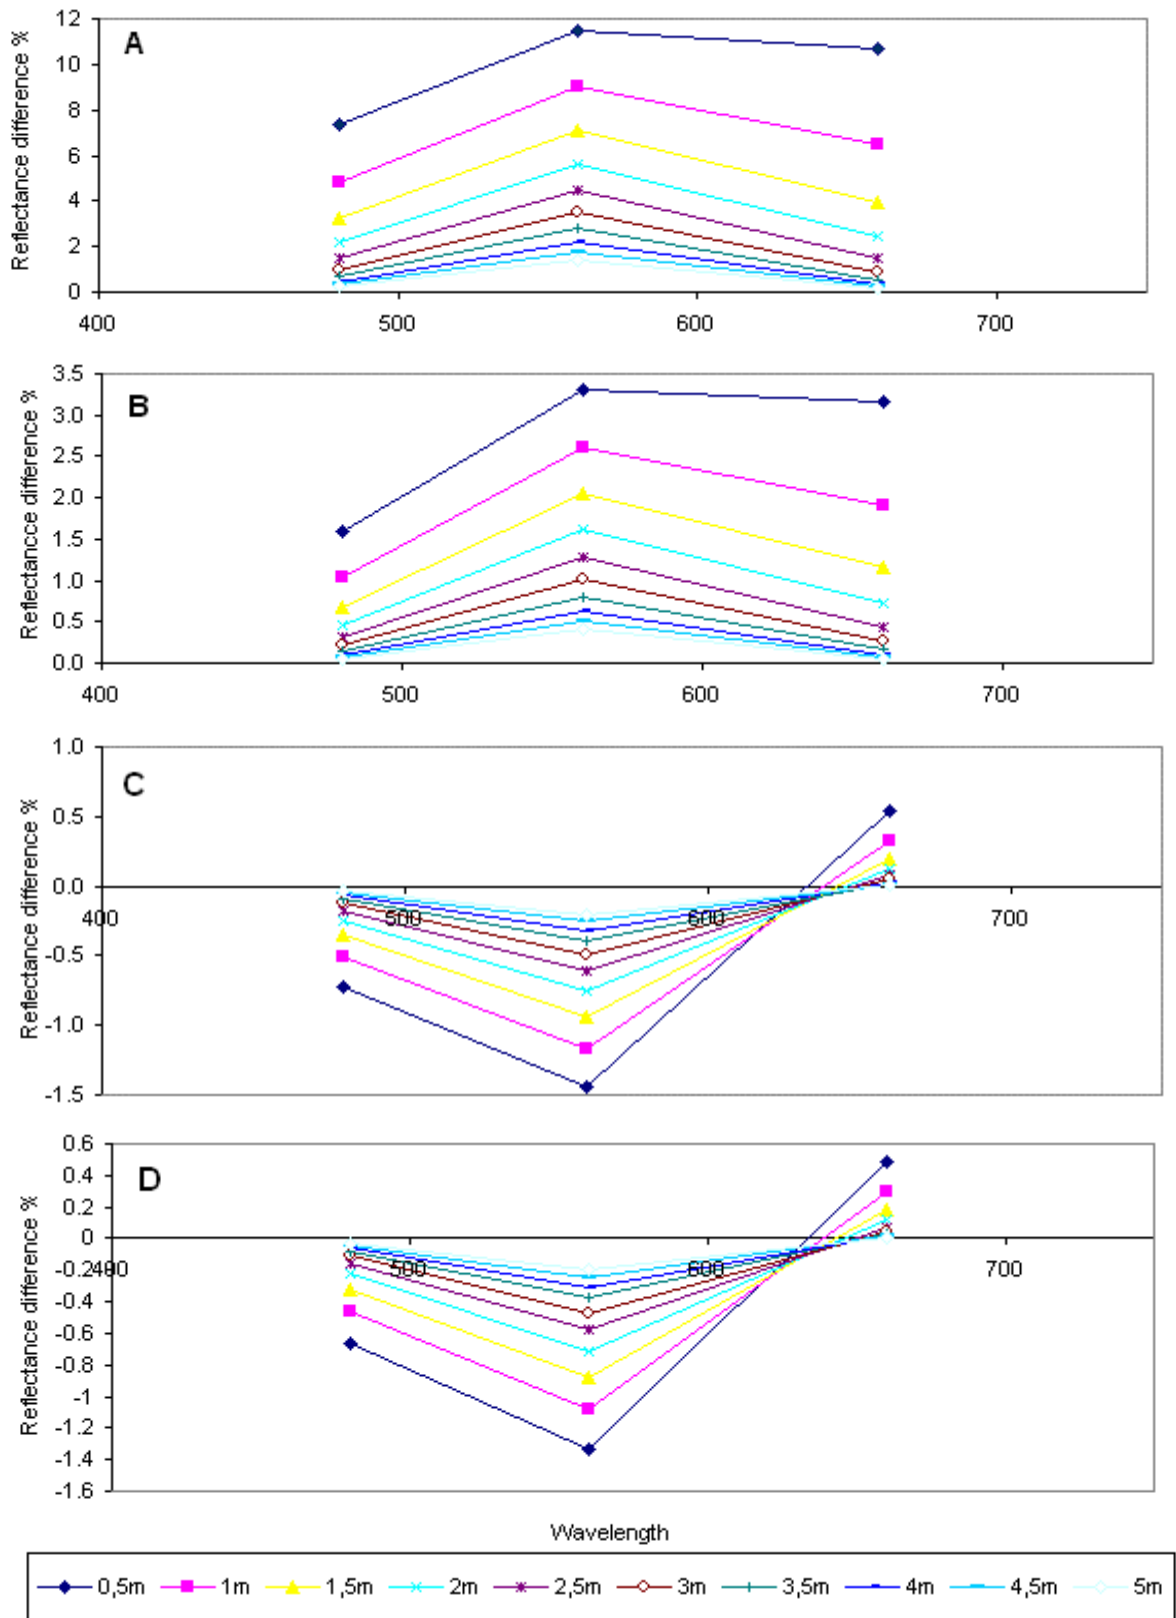 A
Reflectance difference %
12
10
8
6
4
2
0
400 500 600 700
B
Reflectancce difference %
3.5
3.0
2.5
2.0
1.5
1.0
0.5
0.0
400 500 600 700
C
Reflectance difference %
1.0
0.5
0.0
-0.5
-1.0
-1.5
400 500 600 700
D
Reflectance difference %
0.6
0.4
0.2
0
-0.2
-0.4
-0.6
-0.8
-1
-1.2
-1.4
-1.6
400 500 600 700
Wavelength
0,5m 1m 1,5m 2m 2,5m 3m 3,5m 4m 4,5m 5m